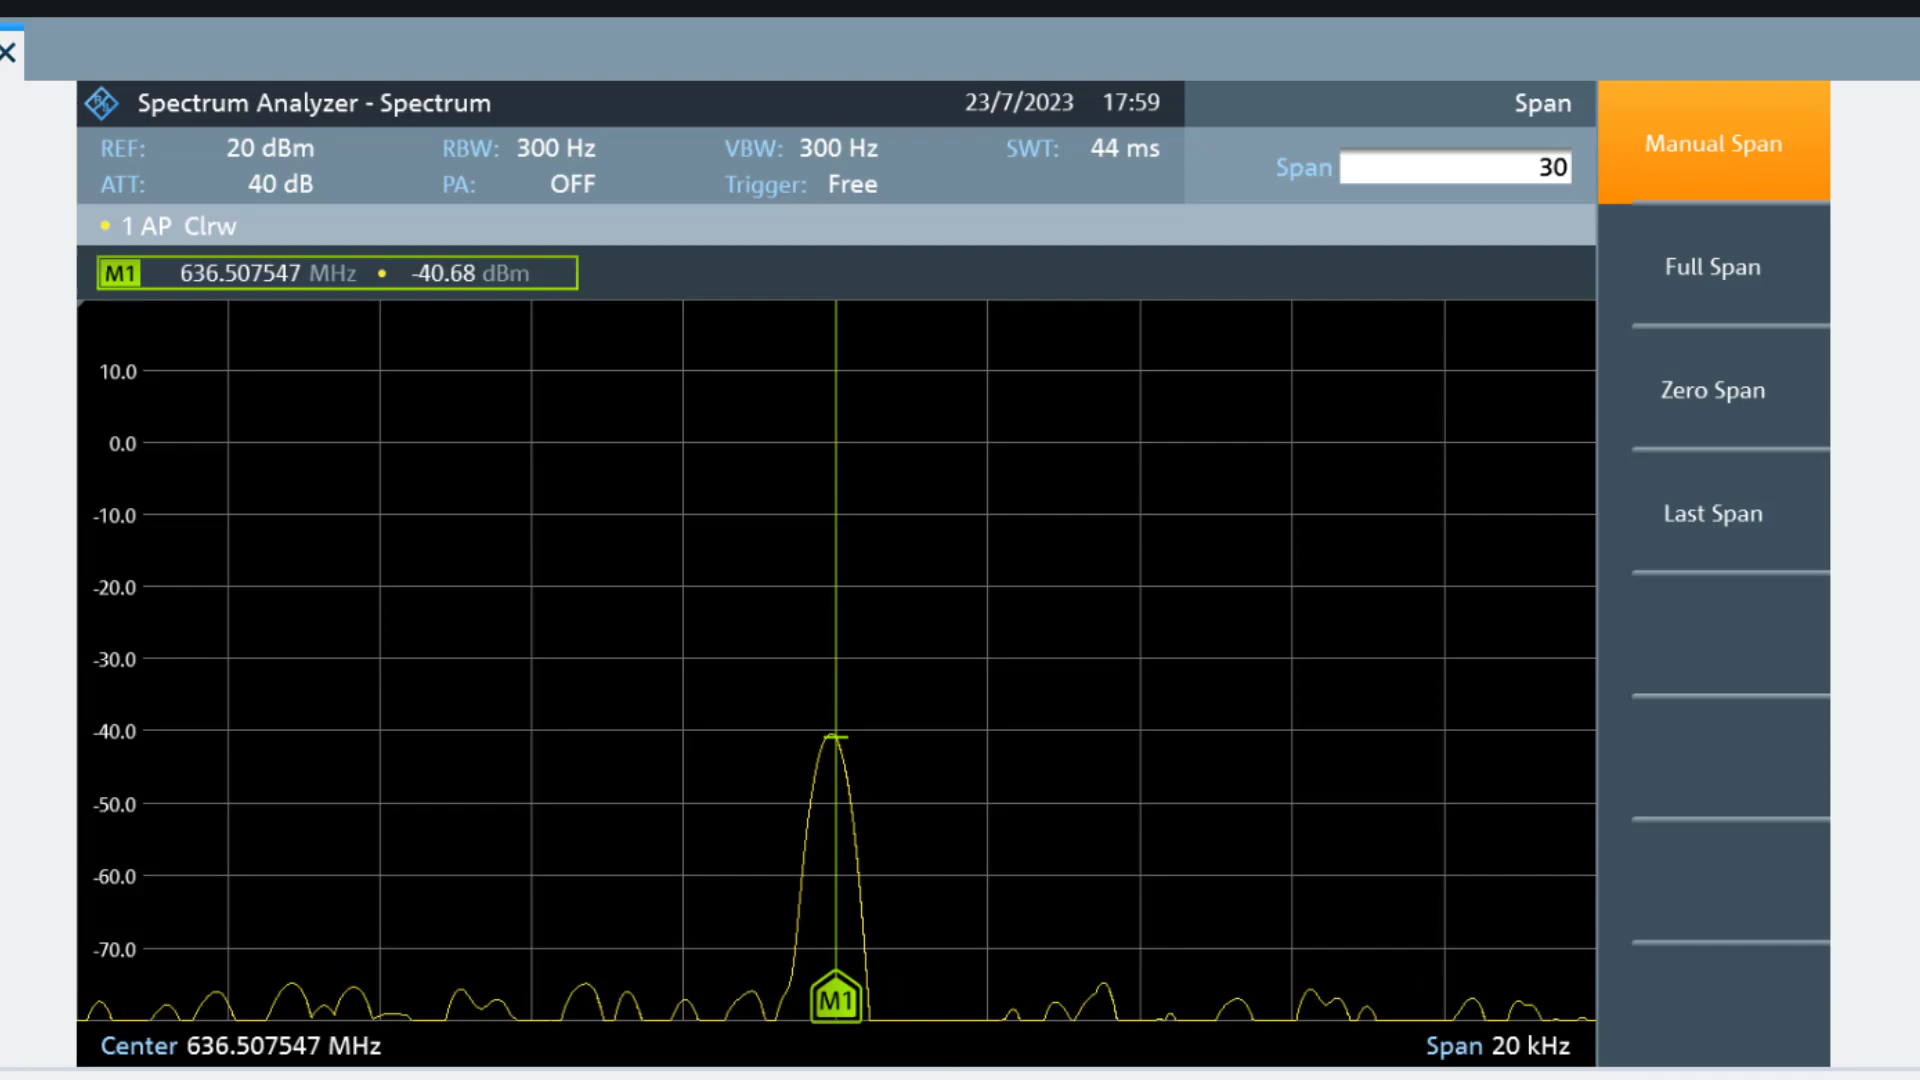 Spectrum Analyzer - Spectrum 23/7/2023 17:59 Span
REF: 20 dBm RBW: 300 Hz VBW: 300 Hz SWT: 44 ms
ATT: 40 dB PA: OFF Trigger: Free
Span 30
1 AP Clrw
M1 636.507547 MHz -40.68 dBm
10.0
0.0
-10.0
-20.0
-30.0
-40.0
-50.0
-60.0
-70.0
M1
Center 636.507547 MHz Span 20 kHz
Manual Span
Full Span
Zero Span
Last Span